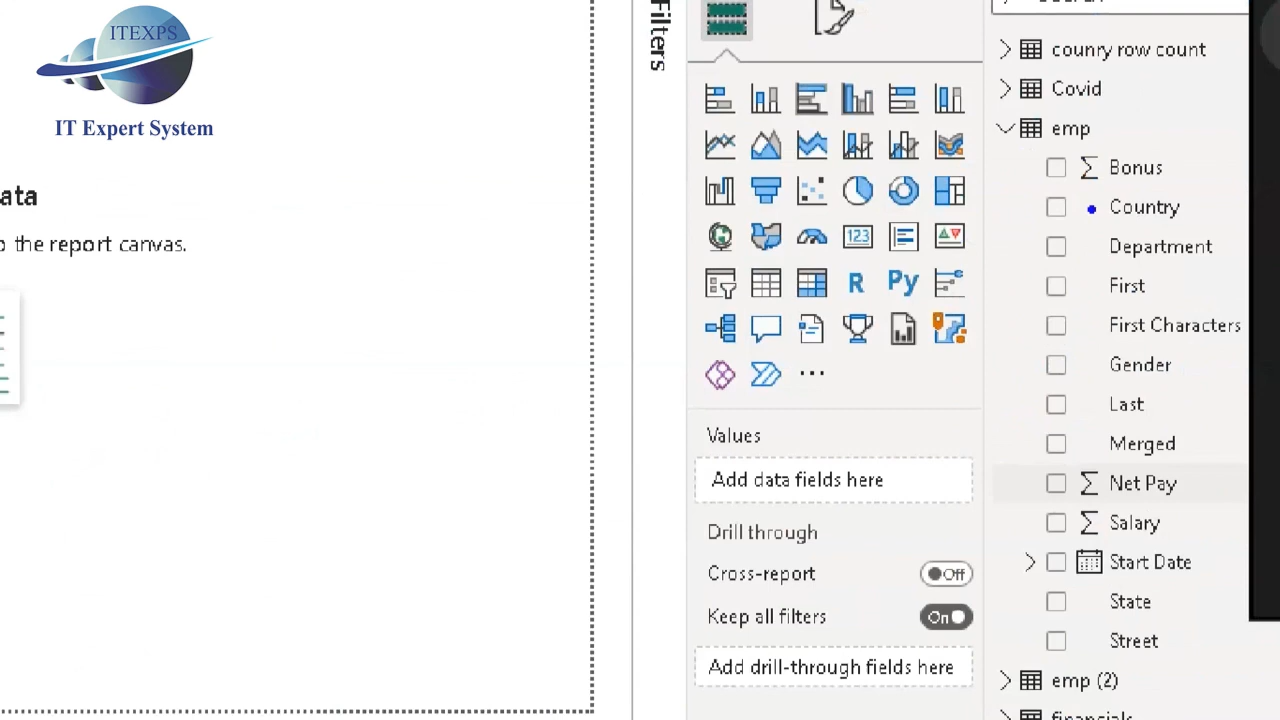 ITEXPS
IT Expert System
ata
the report canvas.
Filters
123
R
Py
...
Values
Add data fields here
Drill through
Cross-report
Off
Keep all filters
On
Add drill-through fields here
counry row count
Covid
emp
Σ Bonus
Country
Department
First
First Characters
Gender
Last
Merged
Σ Net Pay
Σ Salary
Start Date
State
Street
emp (2)